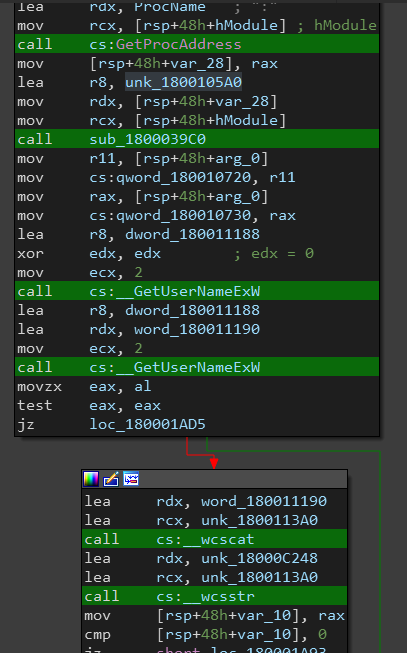 lea rdx, ProcName ; ":"
mov rcx, [rsp+48h+hModule] ; hModule
call cs:GetProcAddress
mov [rsp+48h+var_28], rax
lea r8, unk_1800105A0
mov rdx, [rsp+48h+var_28]
mov rcx, [rsp+48h+hModule]
call sub_1800039C0
mov r11, [rsp+48h+arg_0]
mov cs:qword_180010720, r11
mov rax, [rsp+48h+arg_0]
mov cs:qword_180010730, rax
lea r8, dword_180011188
xor edx, edx ; edx = 0
mov ecx, 2
call cs:__GetUserNameExW
lea r8, dword_180011188
lea rdx, word_180011190
mov ecx, 2
call cs:__GetUserNameExW
movzx eax, al
test eax, eax
jz loc_180001AD5
lea rdx, word_180011190
lea rcx, unk_1800113A0
call cs:__wcscat
lea rdx, unk_18000C248
lea rcx, unk_1800113A0
call cs:__wcsstr
mov [rsp+48h+var_10], rax
cmp [rsp+48h+var_10], 0
jz short loc_180001A93